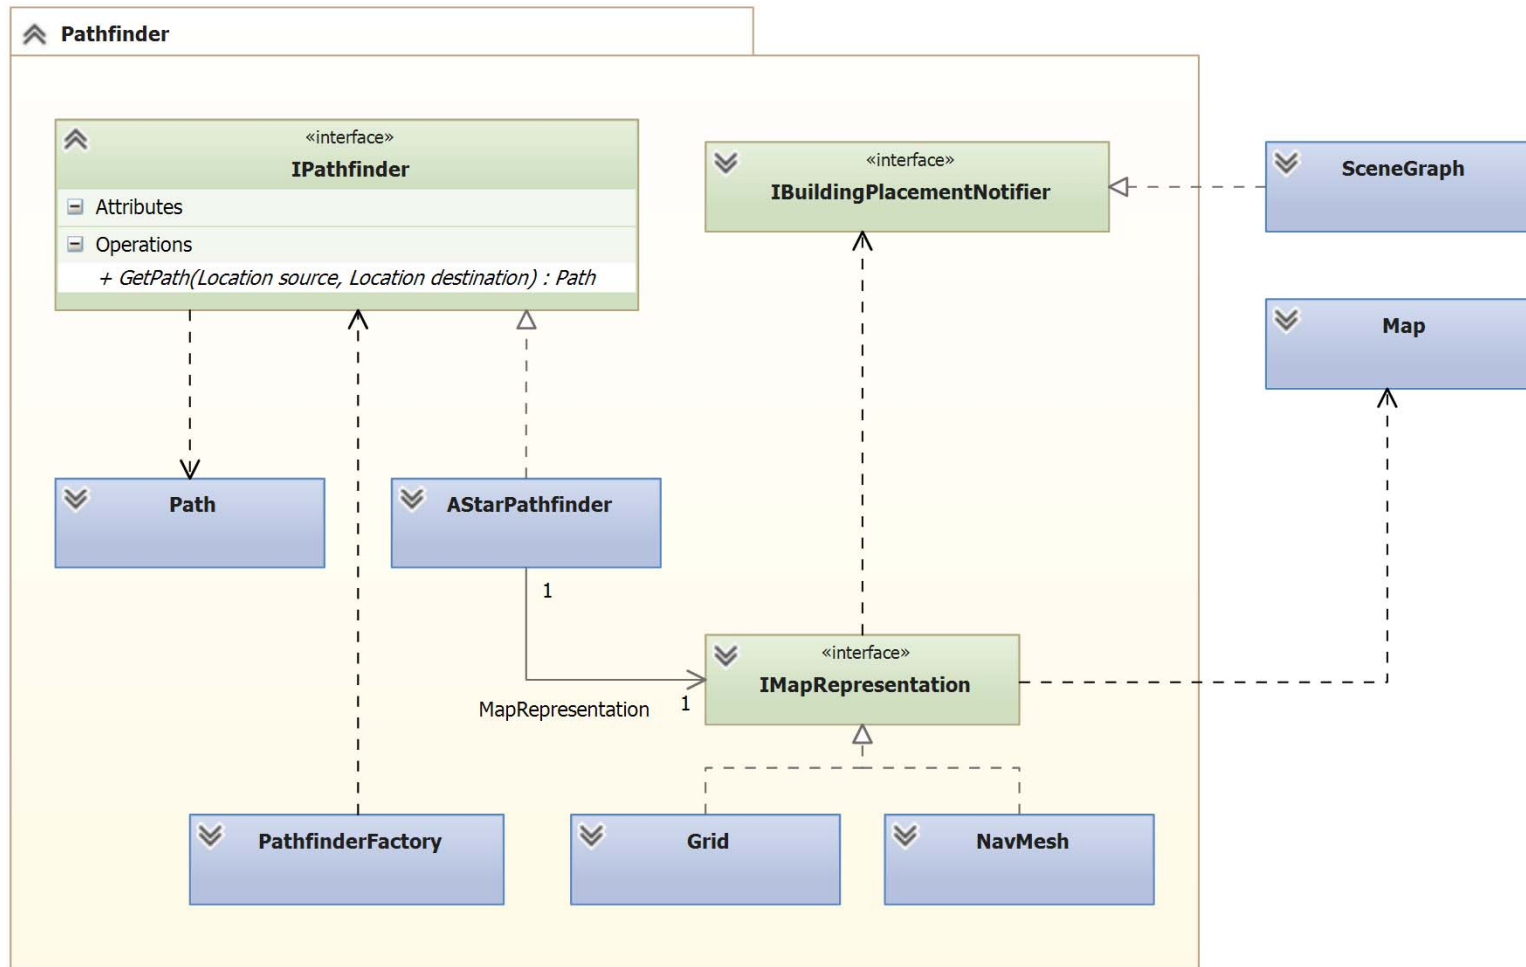 Pathfinder
«interface»
IPathfinder
Attributes
Operations
+ GetPath(Location source, Location destination) : Path
«interface»
IBuildingPlacementNotifier
SceneGraph
Map
Path
AStarPathfinder
1
MapRepresentation
1
«interface»
IMapRepresentation
PathfinderFactory
Grid
NavMesh